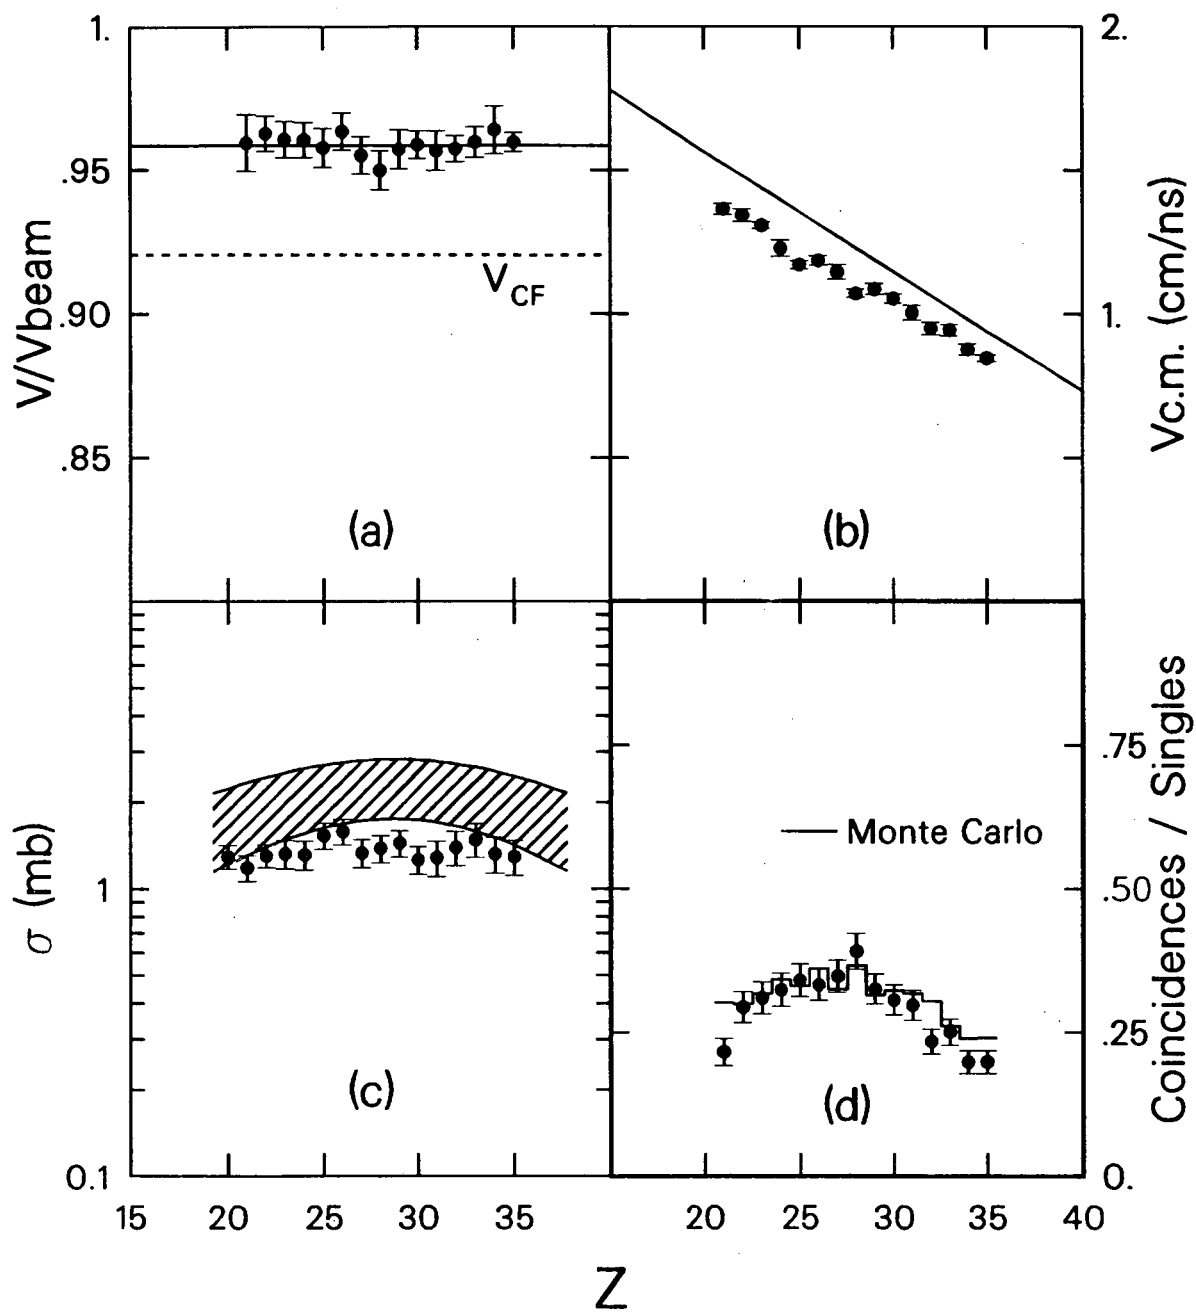 1.
.95
.90
.85
V/Vbeam
V_CF
(a)
2.
1.
Vc.m. (cm/ns)
(b)
1
0.1
σ (mb)
(c)
15 20 25 30 35
.75
.50
.25
0.
Coincidences / Singles
Monte Carlo
(d)
20 25 30 35 40
Z